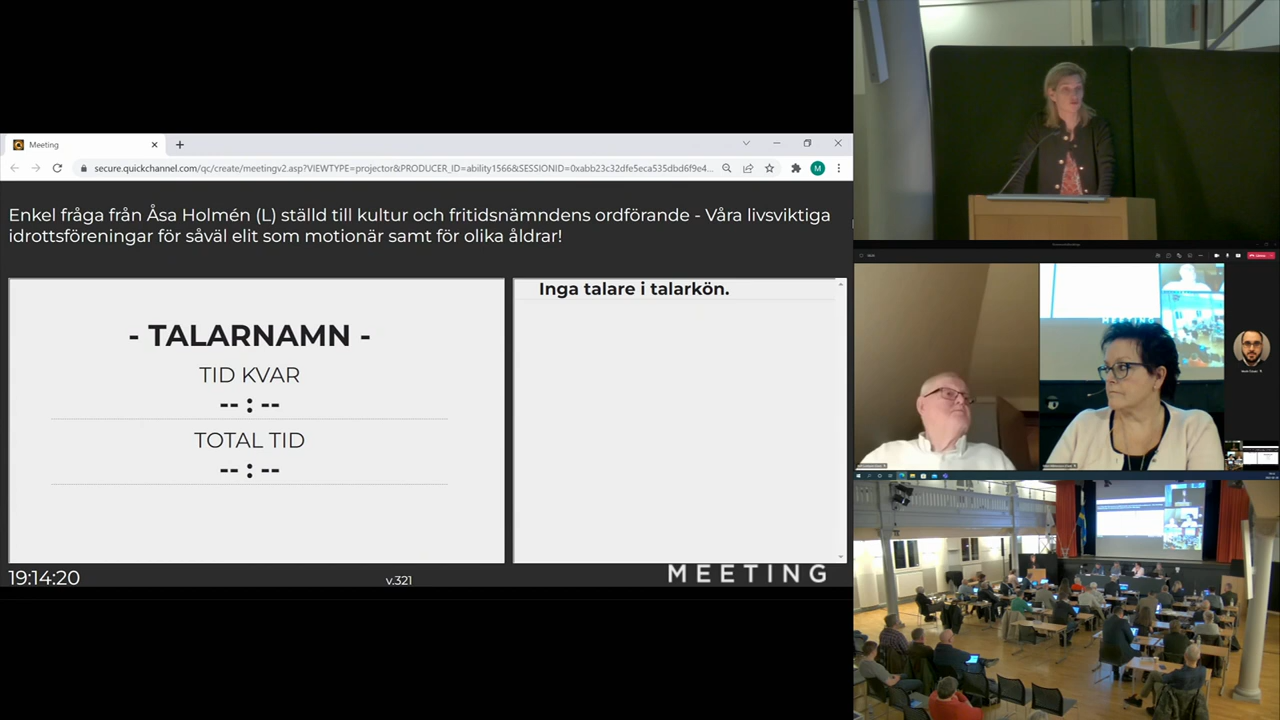 Meeting
secure.quickchannel.com/qc/create/meetingv2.asp?VIEWTYPE=projector&PRODUCER_ID=ability1566&SESSIONID=0xabb23c32dfe5eca535dbd6f9e4...
M
Enkel fråga från Åsa Holmén (L) ställd till kultur och fritidsnämndens ordförande - Våra livsviktiga
idrottsföreningar för såväl elit som motionär samt för olika åldrar!
- TALARNAMN -
TID KVAR
-- : --
TOTAL TID
-- : --
Inga talare i talarkön.
19:14:20
v.321
MEETING
MEETING